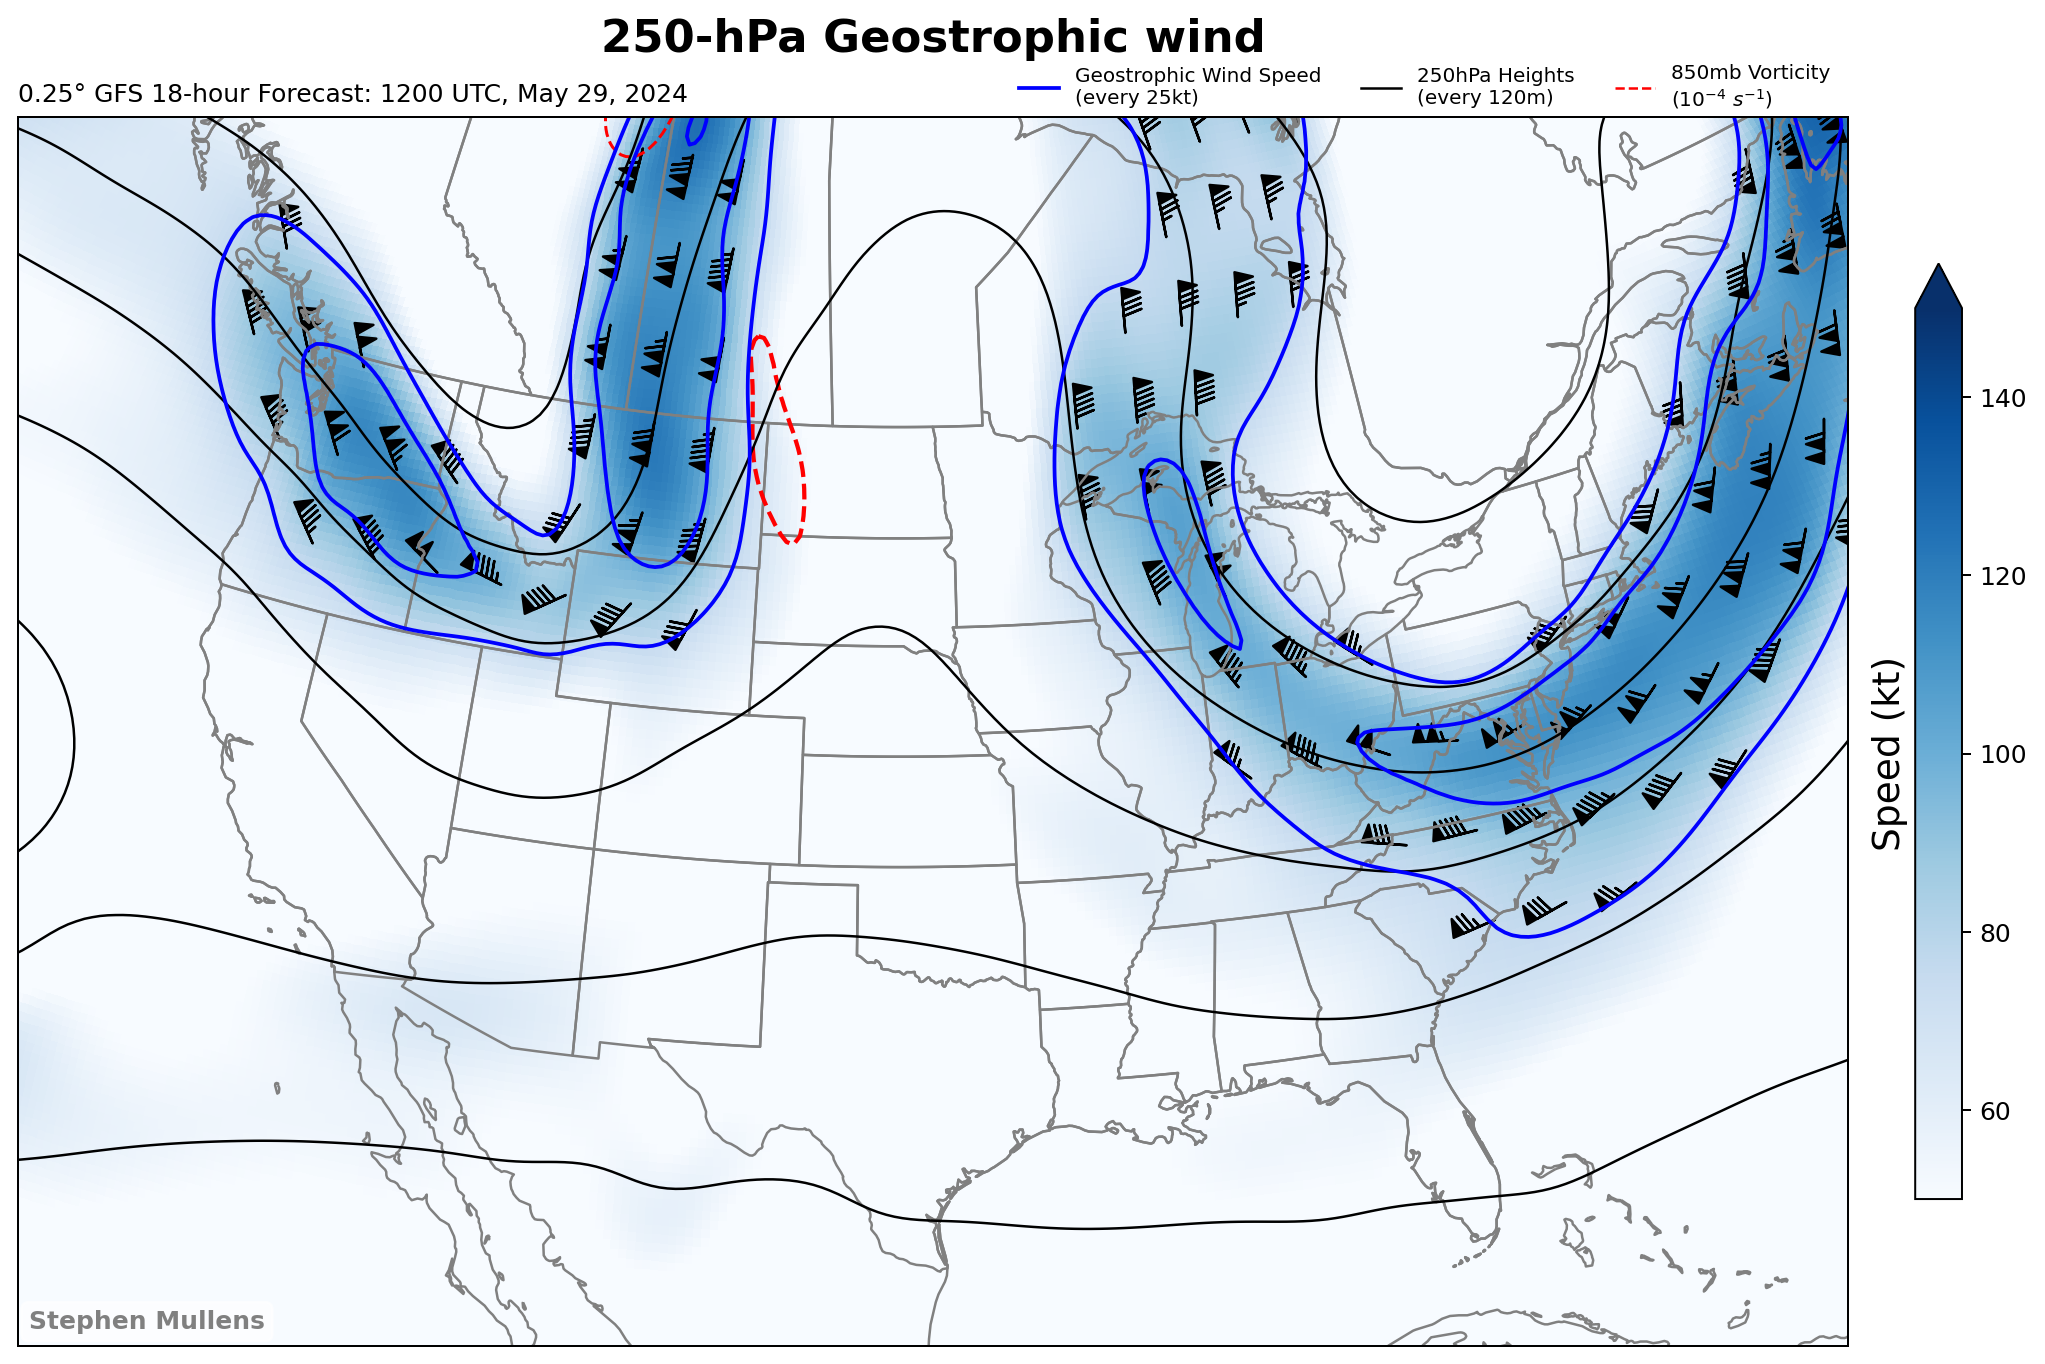 250-hPa Geostrophic wind
0.25° GFS 18-hour Forecast: 1200 UTC, May 29, 2024
Geostrophic Wind Speed
(every 25kt)
250hPa Heights
(every 120m)
850mb Vorticity
(10⁻⁴ s⁻¹)
140
120
100
80
60
Speed (kt)
Stephen Mullens